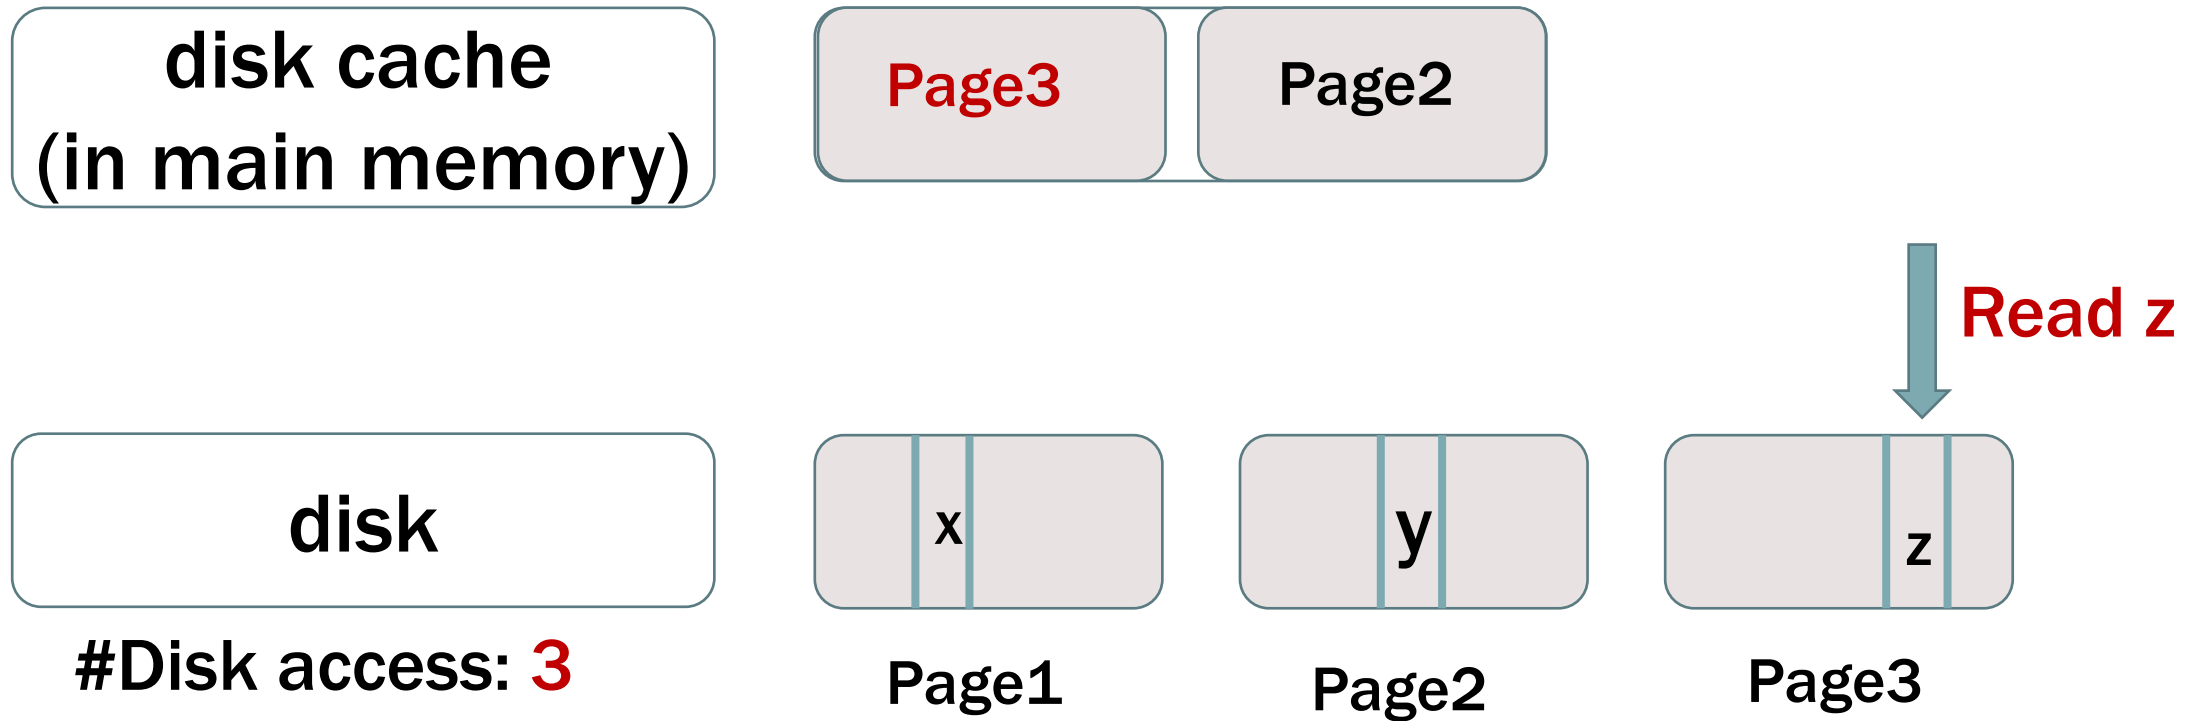 disk cache
(in main memory)
Page3
Page2
Read z
disk
x
y
z
#Disk access: 3
Page1
Page2
Page3